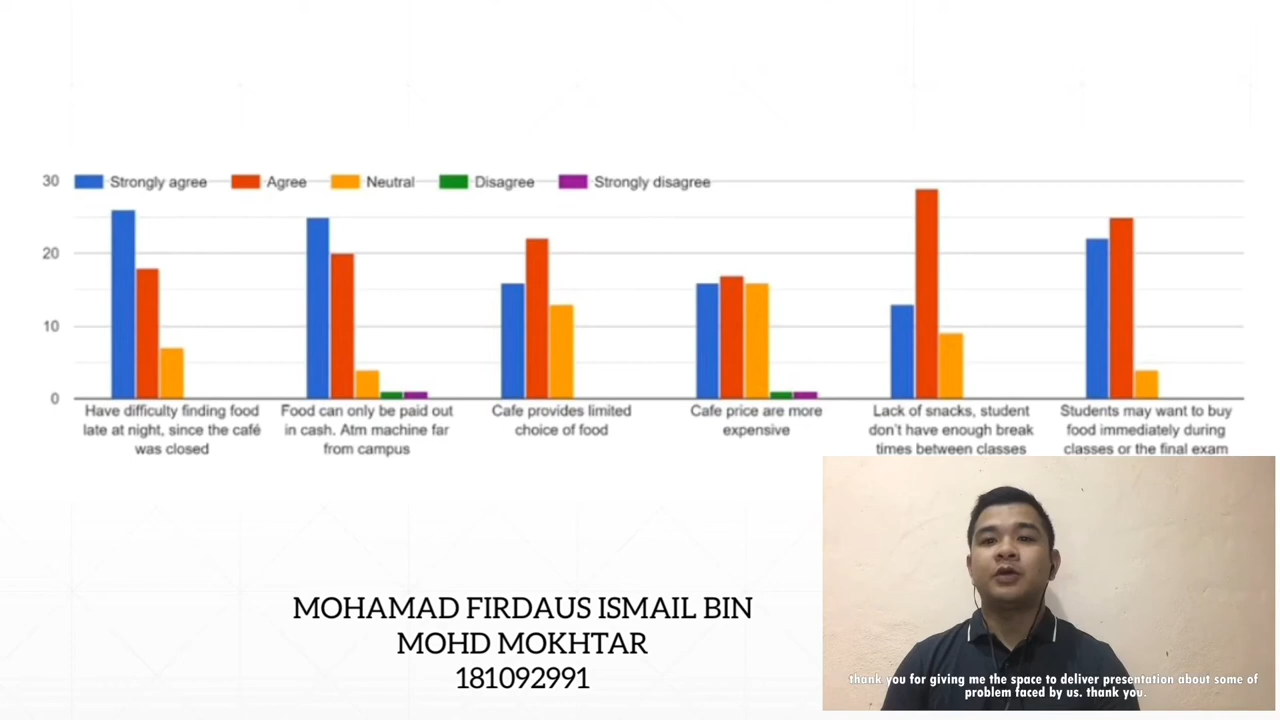 30
Strongly agree
Agree
Neutral
Disagree
Strongly disagree
20
10
0
Have difficulty finding food
late at night, since the café
was closed
Food can only be paid out
in cash. Atm machine far
from campus
Cafe provides limited
choice of food
Cafe price are more
expensive
Lack of snacks, student
don't have enough break
times between classes
Students may want to buy
food immediately during
classes or the final exam
MOHAMAD FIRDAUS ISMAIL BIN
MOHD MOKHTAR
181092991
thank you for giving me the space to deliver presentation about some of
problem faced by us. thank you.